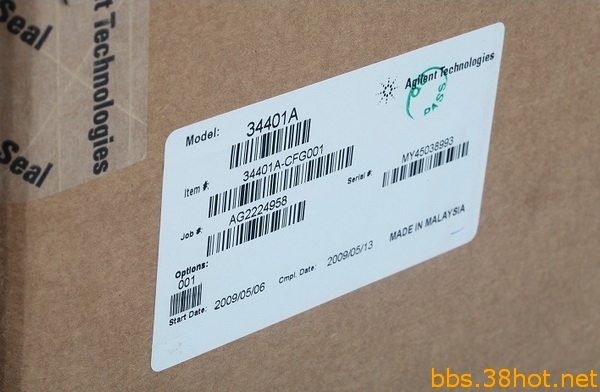 Seal
Technologies
Seal
Agilent Technologies
PASS
Model: 34401A
Item #: 34401A-CFG001
Serial #: MY45038993
Job #: AG2224958
Options:
001
Start Date: 2009/05/06 Cmpl. Date: 2009/05/13 MADE IN MALAYSIA
bbs.38hot.net